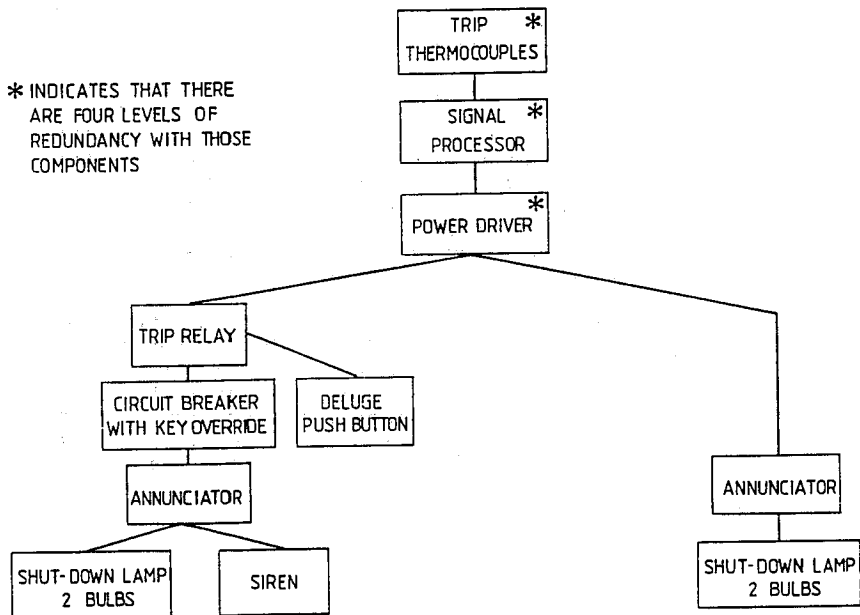 TRIP *
THERMOCOUPLES
* INDICATES THAT THERE
ARE FOUR LEVELS OF
REDUNDANCY WITH THOSE
COMPONENTS
SIGNAL *
PROCESSOR
POWER DRIVER *
TRIP RELAY
CIRCUIT BREAKER
WITH KEY OVERRIDE
DELUGE
PUSH BUTTON
ANNUNCIATOR
ANNUNCIATOR
SHUT-DOWN LAMP
2 BULBS
SIREN
SHUT-DOWN LAMP
2 BULBS